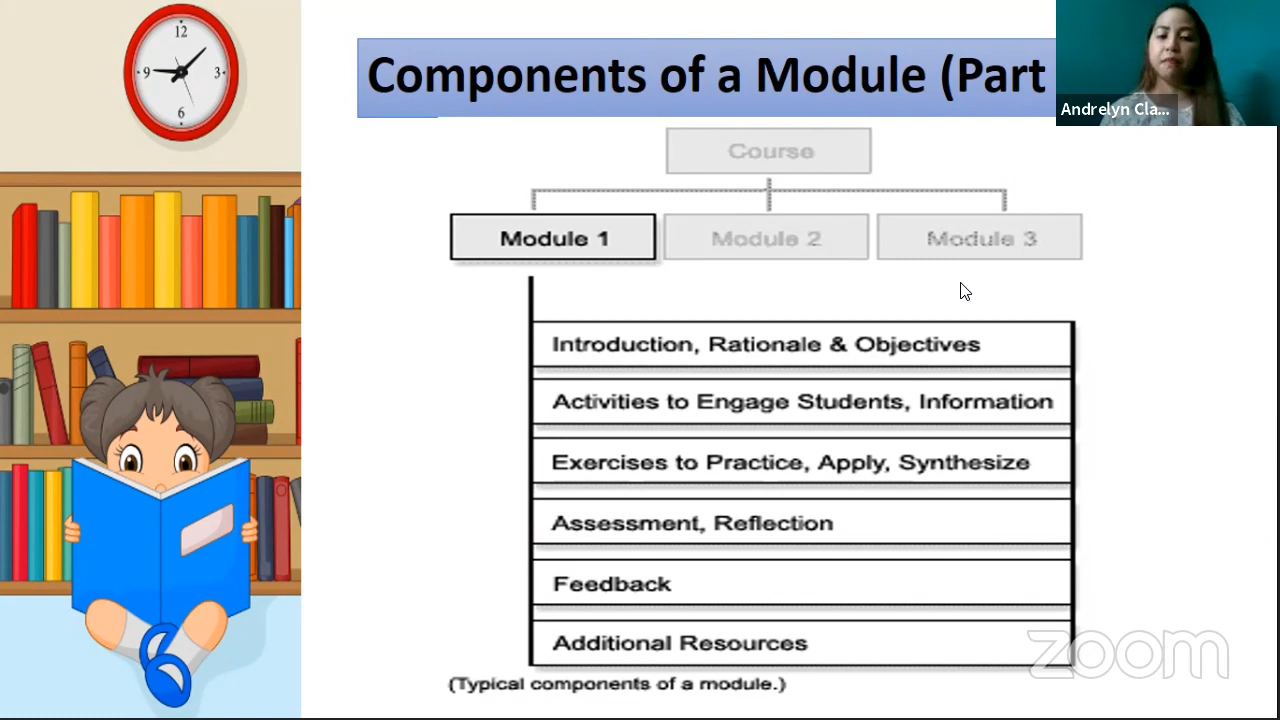 12
9
3
6
Components of a Module (Part
Andrelyn Cla...
Course
Module 1
Module 2
Module 3
Introduction, Rationale & Objectives
Activities to Engage Students, Information
Exercises to Practice, Apply, Synthesize
Assessment, Reflection
Feedback
Additional Resources
zoom
(Typical components of a module.)